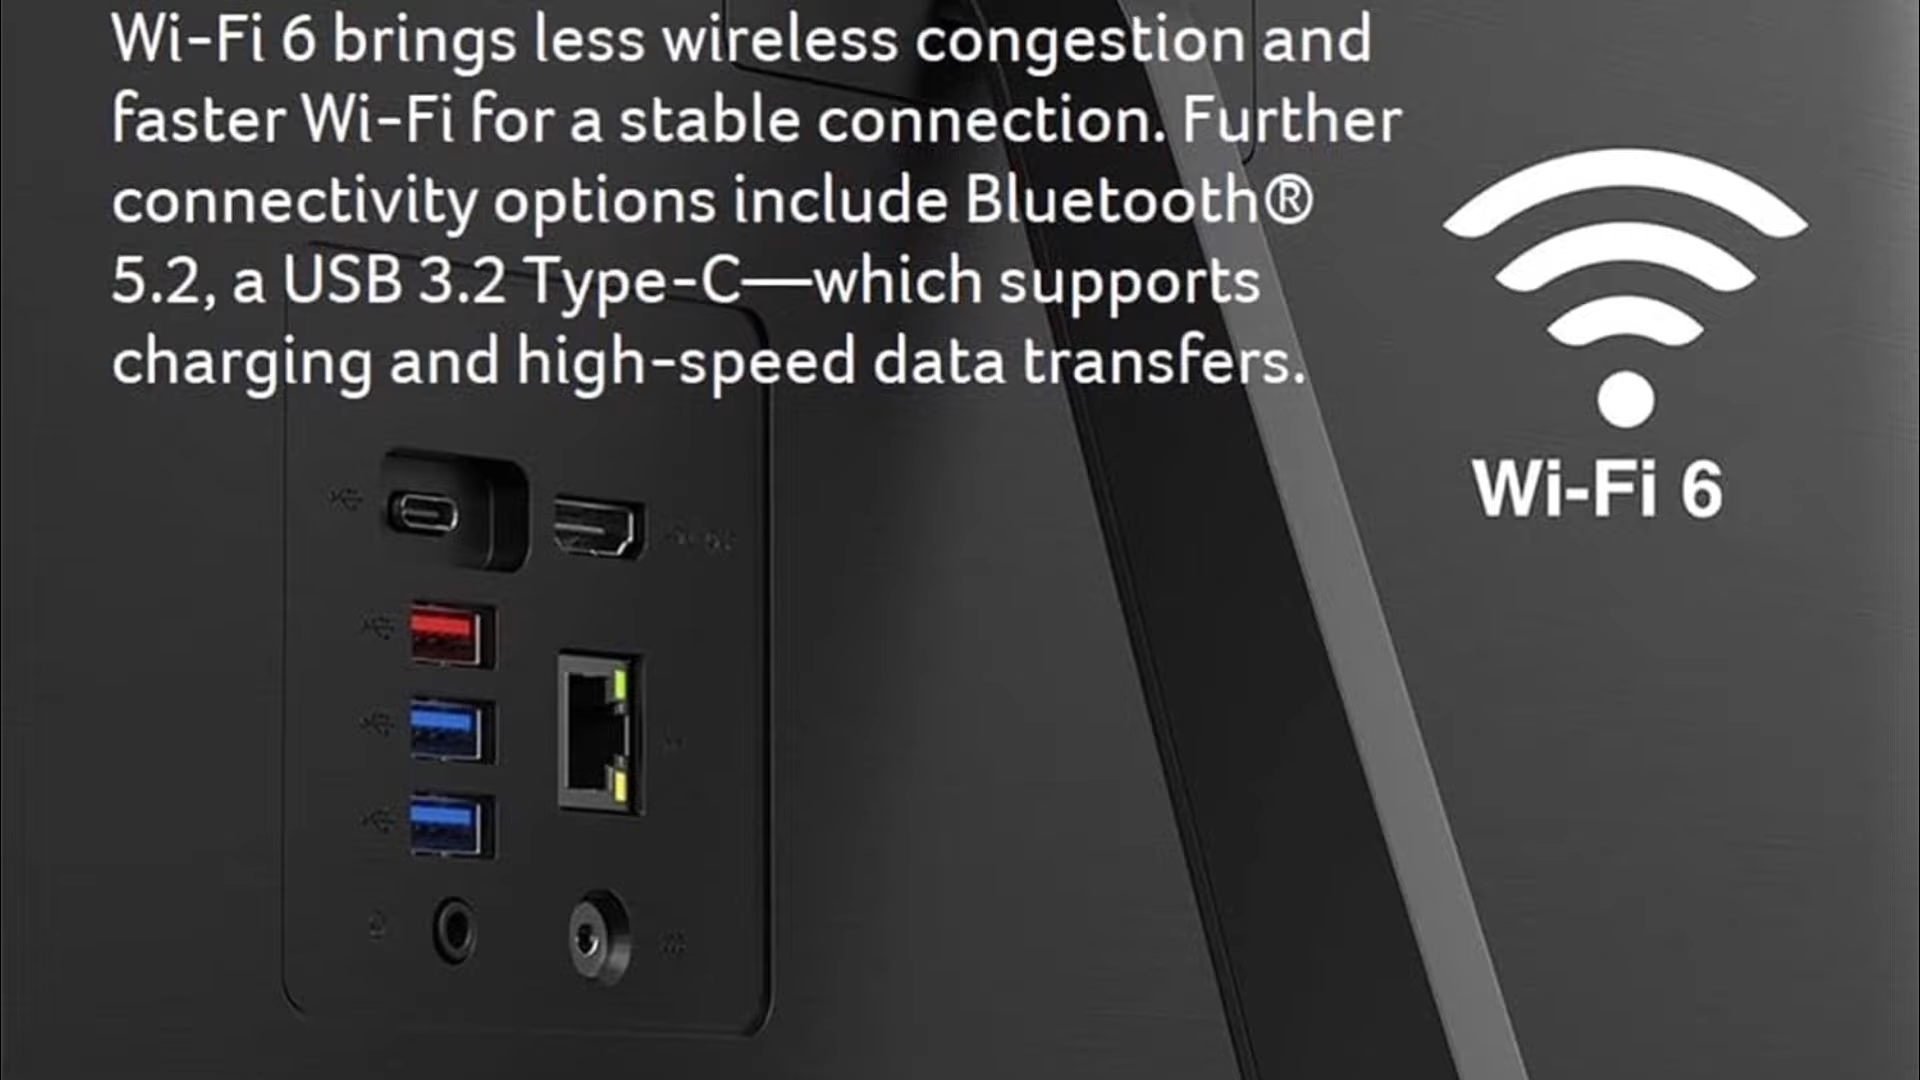 Wi-Fi 6 brings less wireless congestion and
faster Wi-Fi for a stable connection. Further
connectivity options include Bluetooth®
5.2, a USB 3.2 Type-C—which supports
charging and high-speed data transfers.
Wi-Fi 6